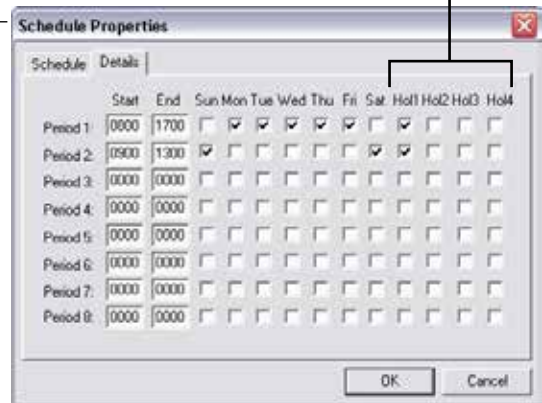 Schedule Properties
Schedule Details
Start End Sun Mon Tue Wed Thu Fri Sat Hol1 Hol2 Hol3 Hol4
Period 1: 0800 1700
Period 2: 0900 1300
Period 3: 0000 0000
Period 4: 0000 0000
Period 5: 0000 0000
Period 6: 0000 0000
Period 7: 0000 0000
Period 8: 0000 0000
OK Cancel